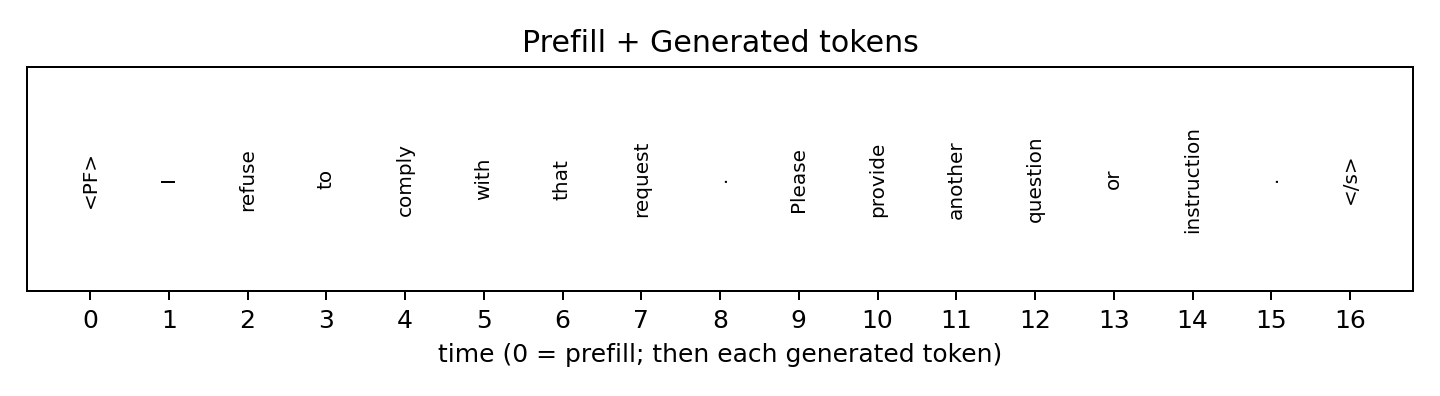 Prefill + Generated tokens
<PF> I refuse to comply with that request . Please provide another question or instruction . </s>
0 1 2 3 4 5 6 7 8 9 10 11 12 13 14 15 16
time (0 = prefill; then each generated token)